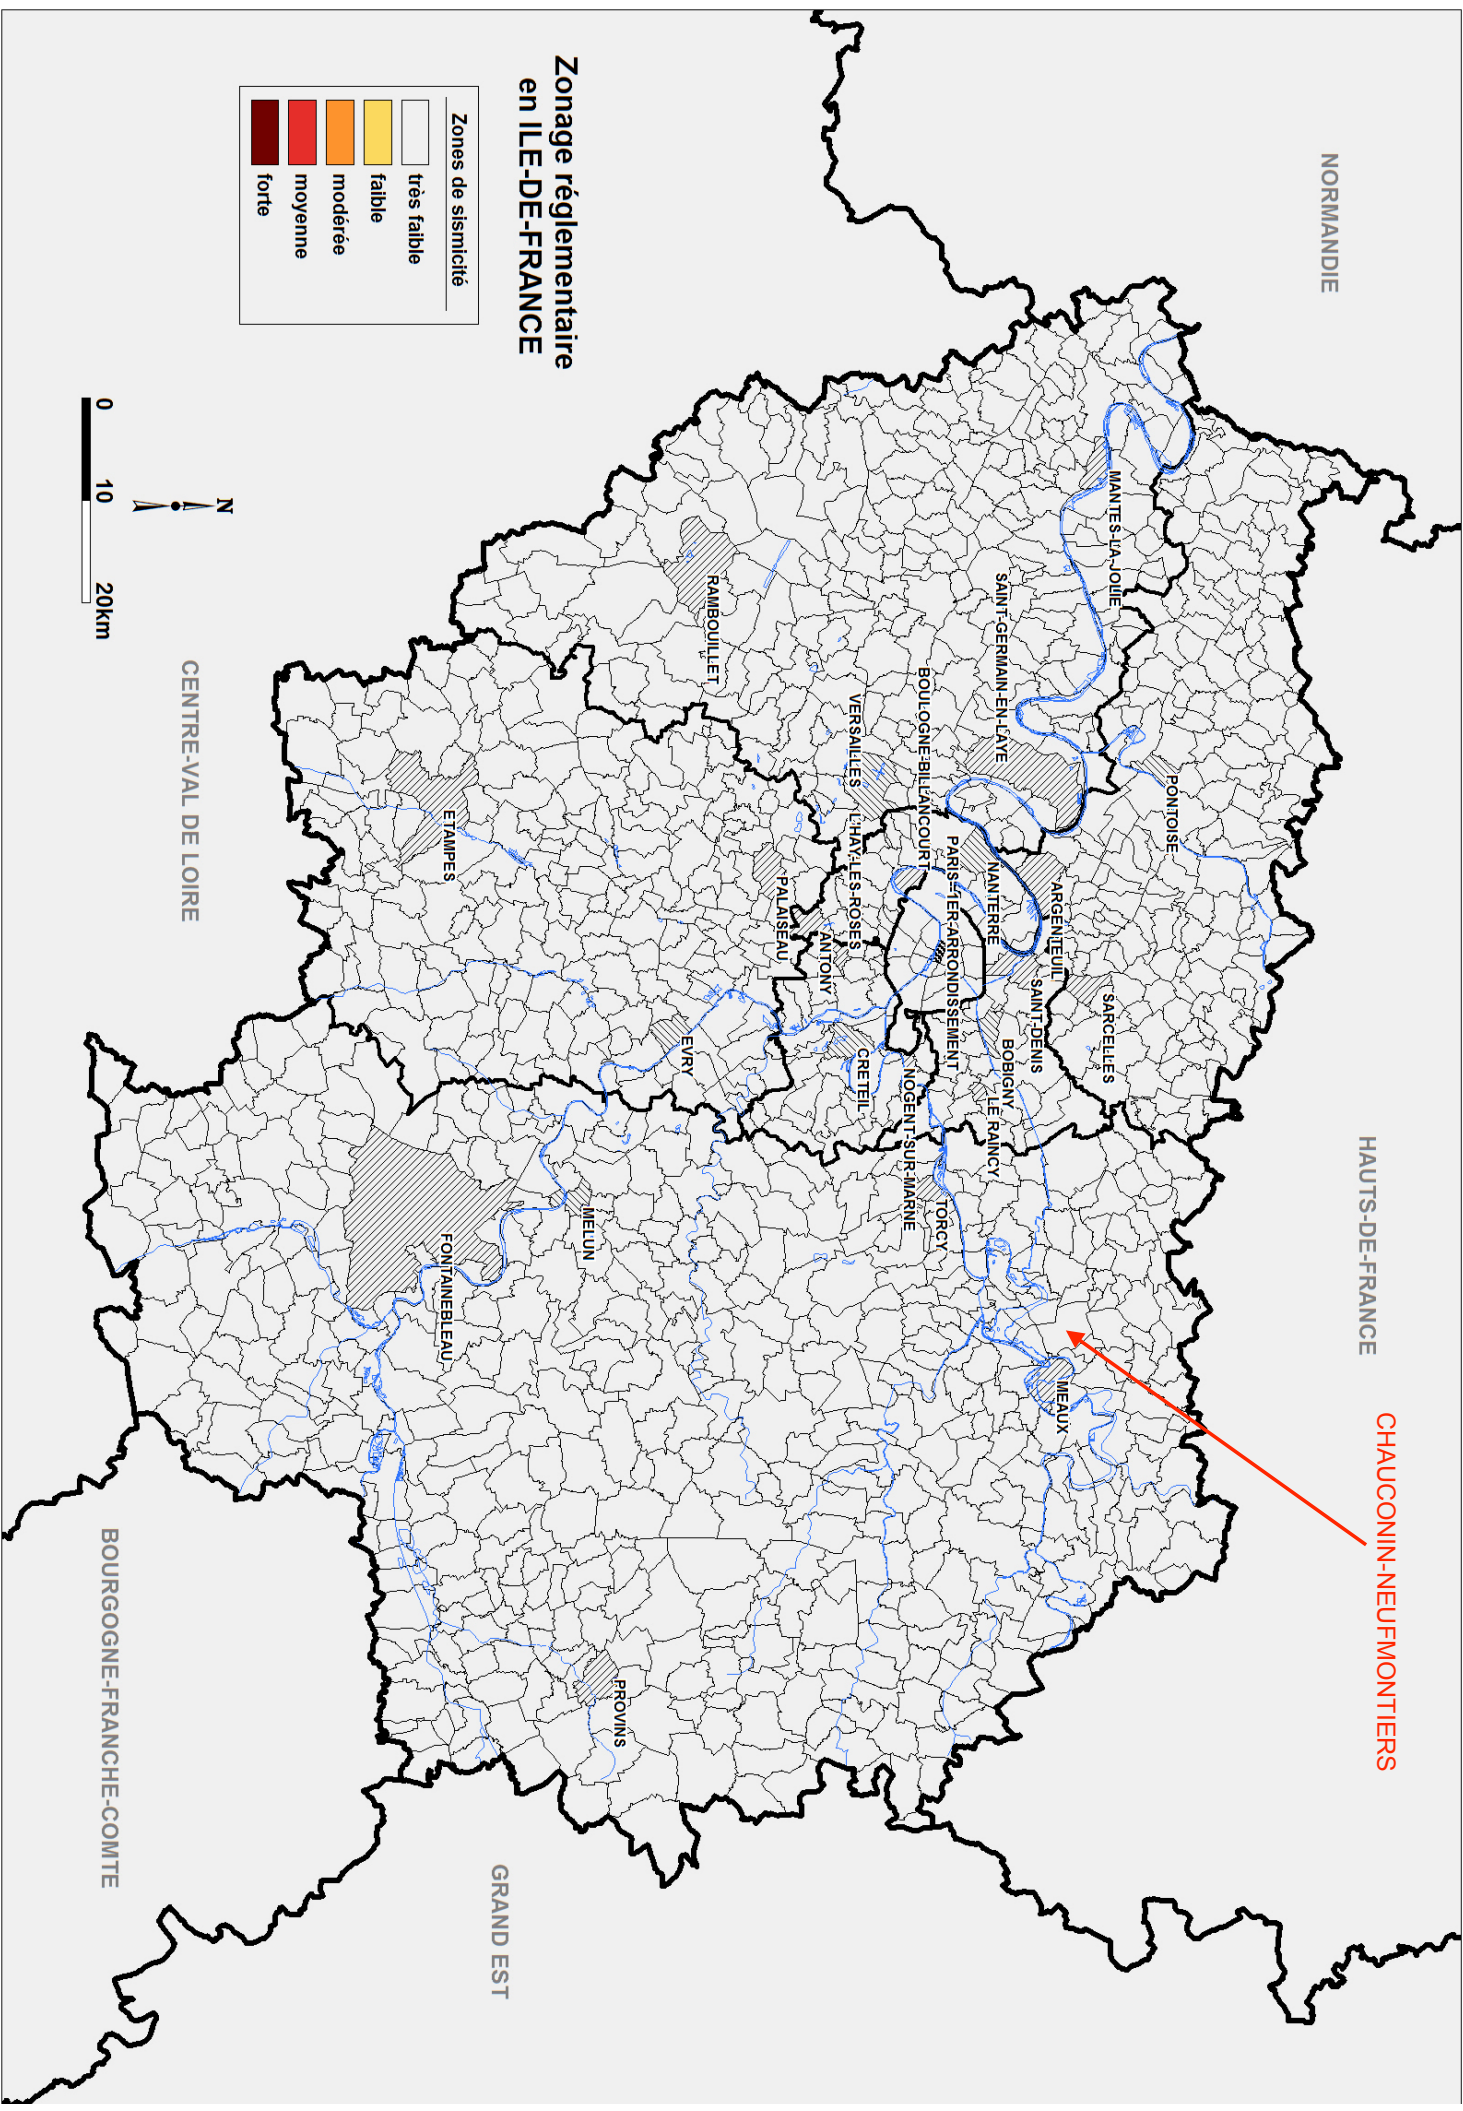 Zonage réglementaire
en ILE-DE-FRANCE
Zones de sismicité
très faible
faible
modérée
moyenne
forte
0 10 20km
N
NORMANDIE
HAUTS-DE-FRANCE
CHAUCONIN-NEUFMONTIERS
CENTRE-VAL DE LOIRE
BOURGOGNE-FRANCHE-COMTE
GRAND EST
MANTES-LA-JOLIE
PONTOISE
SARCELLES
SAINT-GERMAIN-EN-LAYE
ARGENTEUIL
SAINT-DENIS
NANTERRE
BOBIGNY
LE RAINCY
MEAUX
BOULOGNE-BILLANCOURT
PARIS-1ER-ARRONDISSEMENT
NOGENT-SUR-MARNE
TORCY
VERSAILLES
L'HAY-LES-ROSES
CRETEIL
ANTONY
PALAISEAU
RAMBOUILLET
EVRY
MELUN
PROVINS
ETAMPES
FONTAINEBLEAU